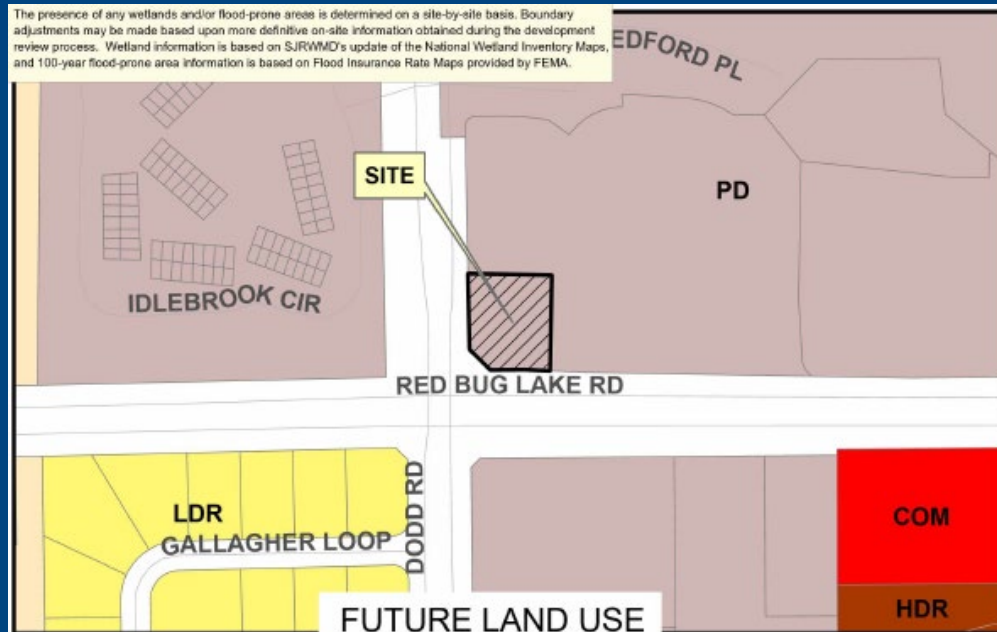 The presence of any wetlands and/or flood-prone areas is determined on a site-by-site basis. Boundary
adjustments may be made based upon more definitive on-site information obtained during the development
review process. Wetland information is based on SJRWMD's update of the National Wetland Inventory Maps,
and 100-year flood-prone area information is based on Flood Insurance Rate Maps provided by FEMA.
EDFORD PL
SITE
PD
IDLEBROOK CIR
RED BUG LAKE RD
LDR
DODD RD
GALLAGHER LOOP
COM
HDR
FUTURE LAND USE